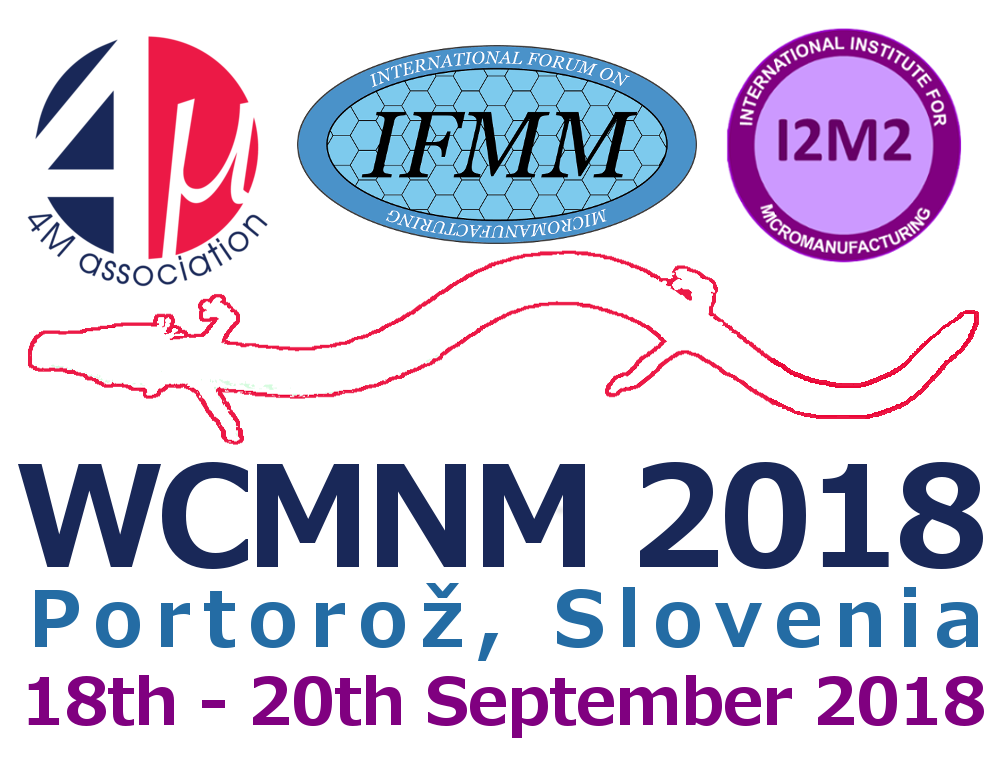 4μ
4M association
INTERNATIONAL FORUM ON
IFMM
MICROMANUFACTURING
INTERNATIONAL INSTITUTE FOR
I2M2
MICROMANUFACTURING
WCMNM 2018
Portorož, Slovenia
18th - 20th September 2018